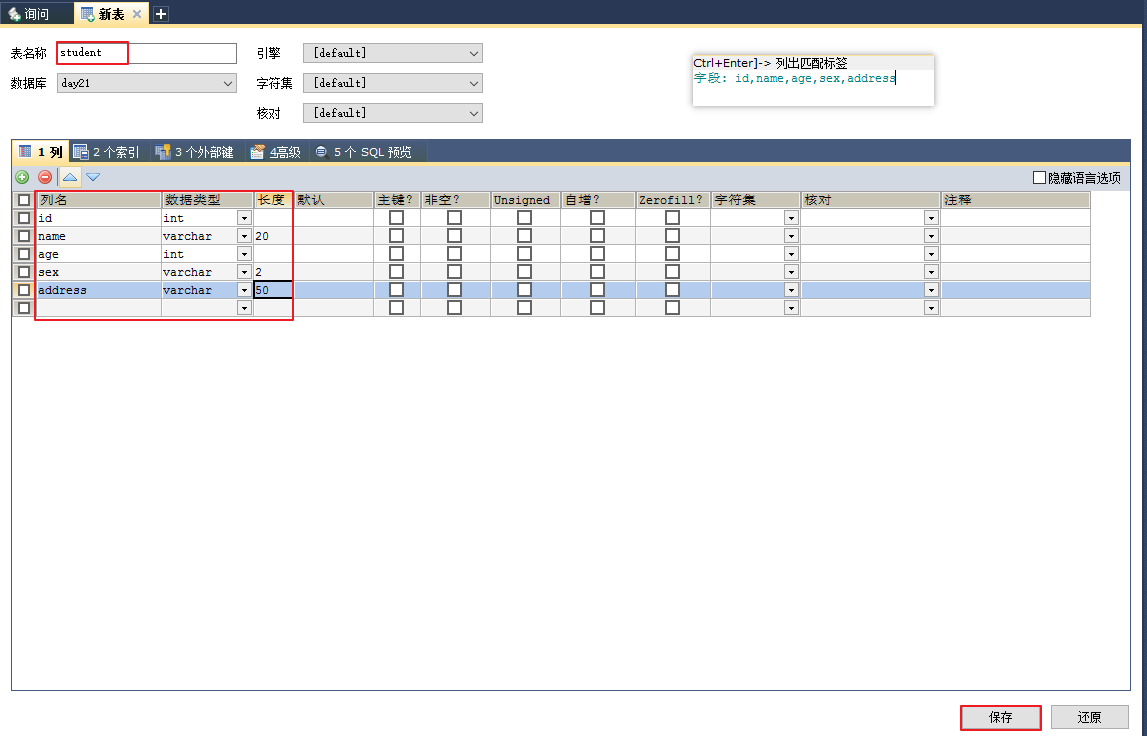 询问 新表
表名称 student 引擎 [default]
数据库 day21 字符集 [default]
核对 [default]
Ctrl+Enter]-> 列出匹配标签
字段: id,name,age,sex,address
1 列 2 个索引 3 个外部键 4高级 5 个 SQL 预览
隐藏语言选项
列名 数据类型 长度 默认 主键? 非空? Unsigned 自增? Zerofill? 字符集 核对 注释
id int
name varchar 20
age int
sex varchar 2
address varchar 50
保存 还原